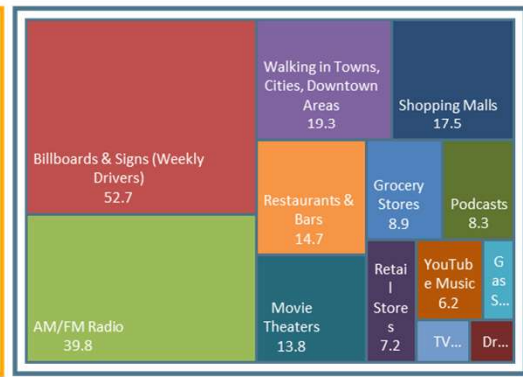 Billboards & Signs (Weekly
Drivers)
52.7
AM/FM Radio
39.8
Walking in Towns,
Cities, Downtown
Areas
19.3
Shopping Malls
17.5
Restaurants &
Bars
14.7
Movie
Theaters
13.8
Grocery
Stores
8.9
Podcasts
8.3
Retai
l
Store
s
7.2
YouTub
e Music
6.2
G
as
S...
TV...
Dr...